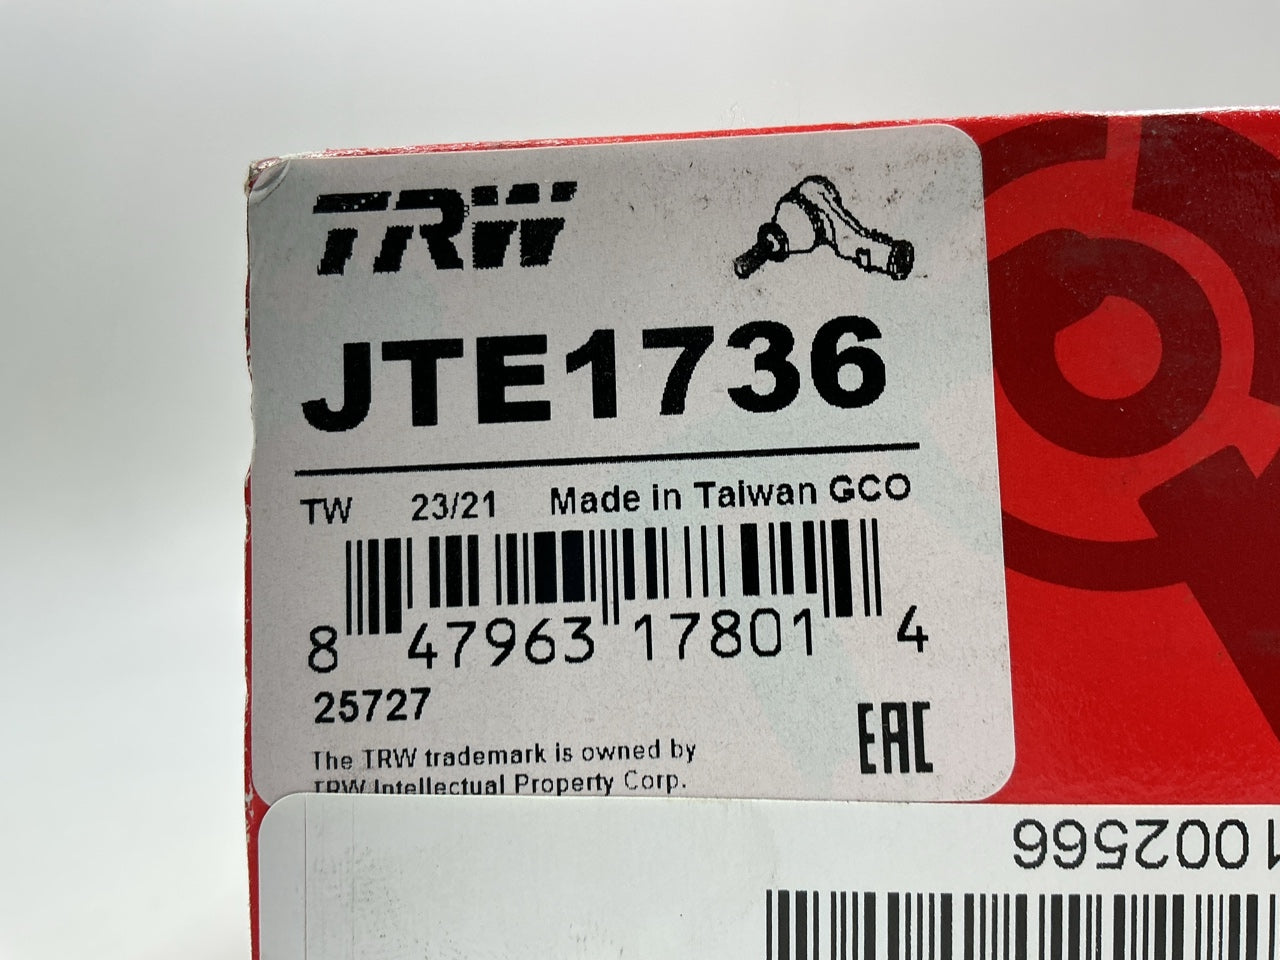 TRW
JTE1736
TW 23/21 Made in Taiwan GCO
8 47963 17801 4
25727
EAC
The TRW trademark is owned by
TRW Intellectual Property Corp.
1002566